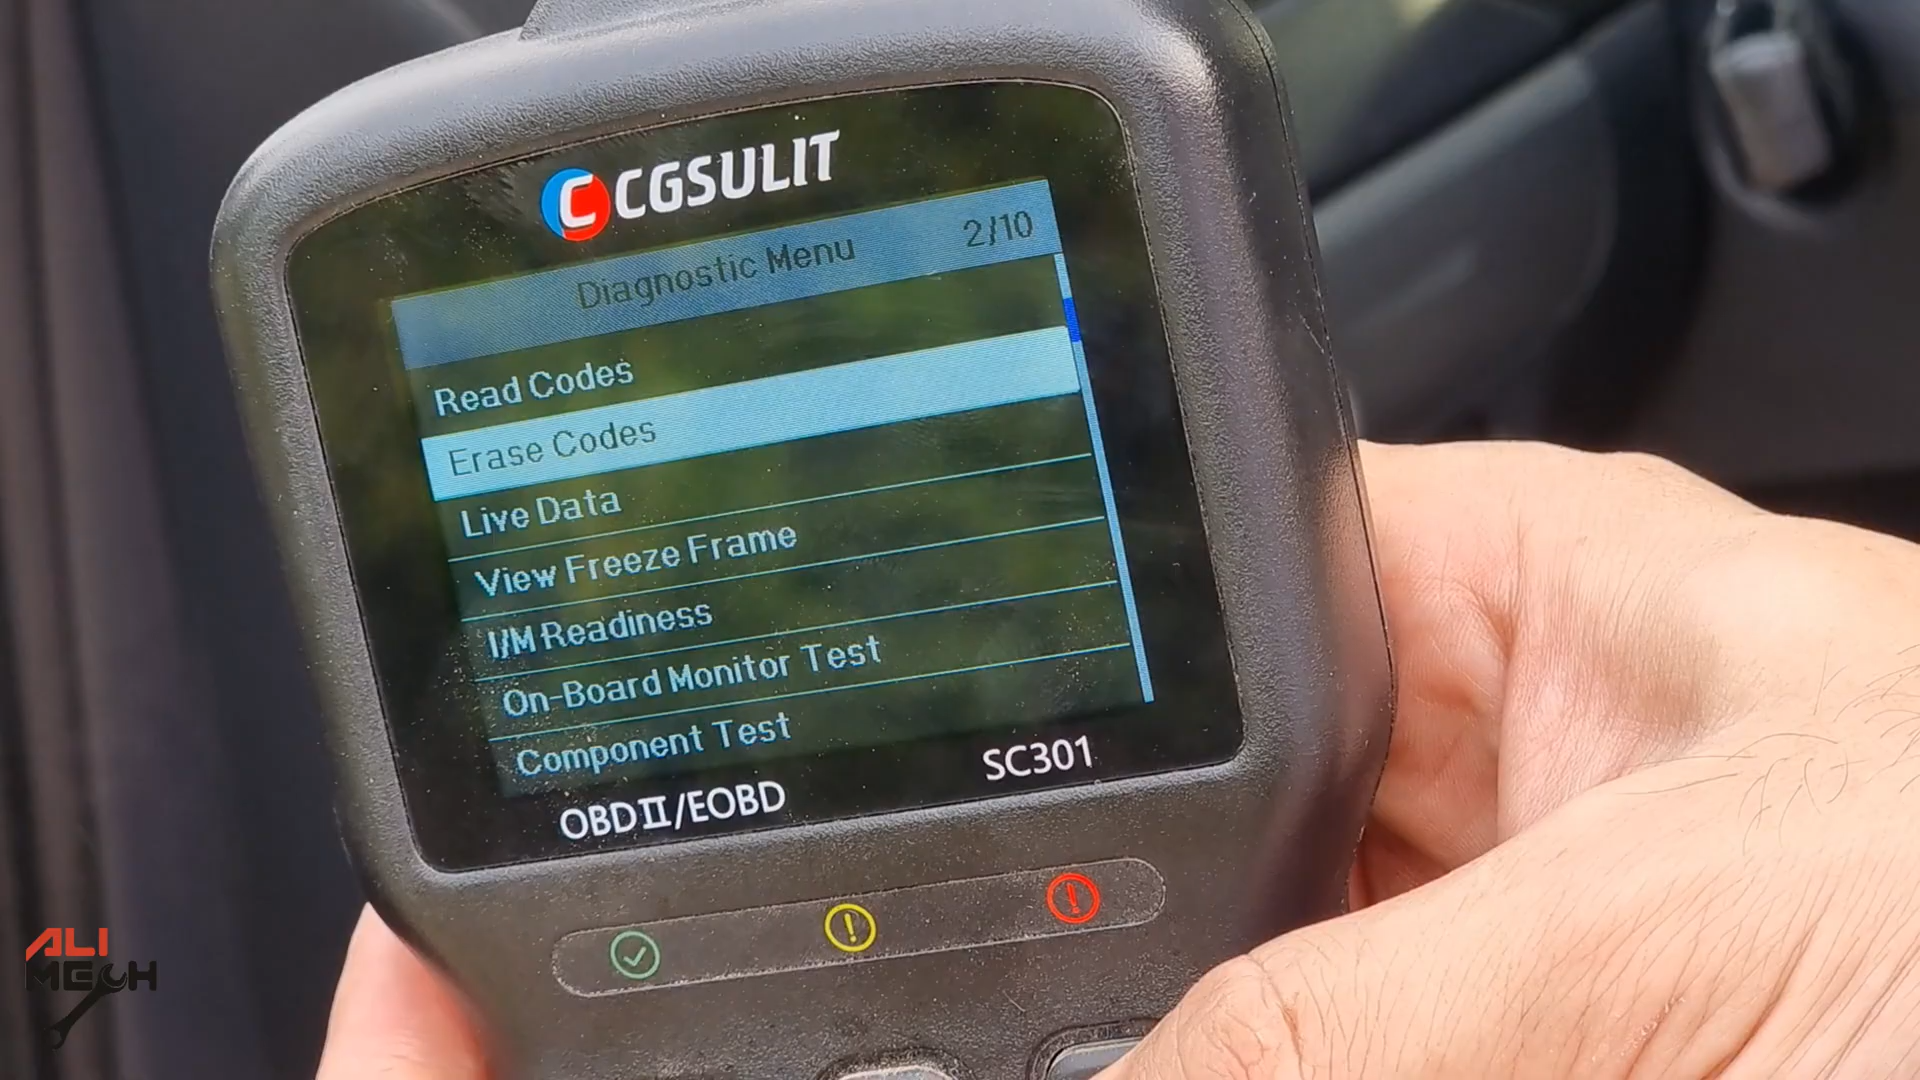 CGSULIT
Diagnostic Menu 2/10
Read Codes
Erase Codes
Live Data
View Freeze Frame
I/M Readiness
On-Board Monitor Test
Component Test
OBDII/EOBD SC301
ALI
MECH